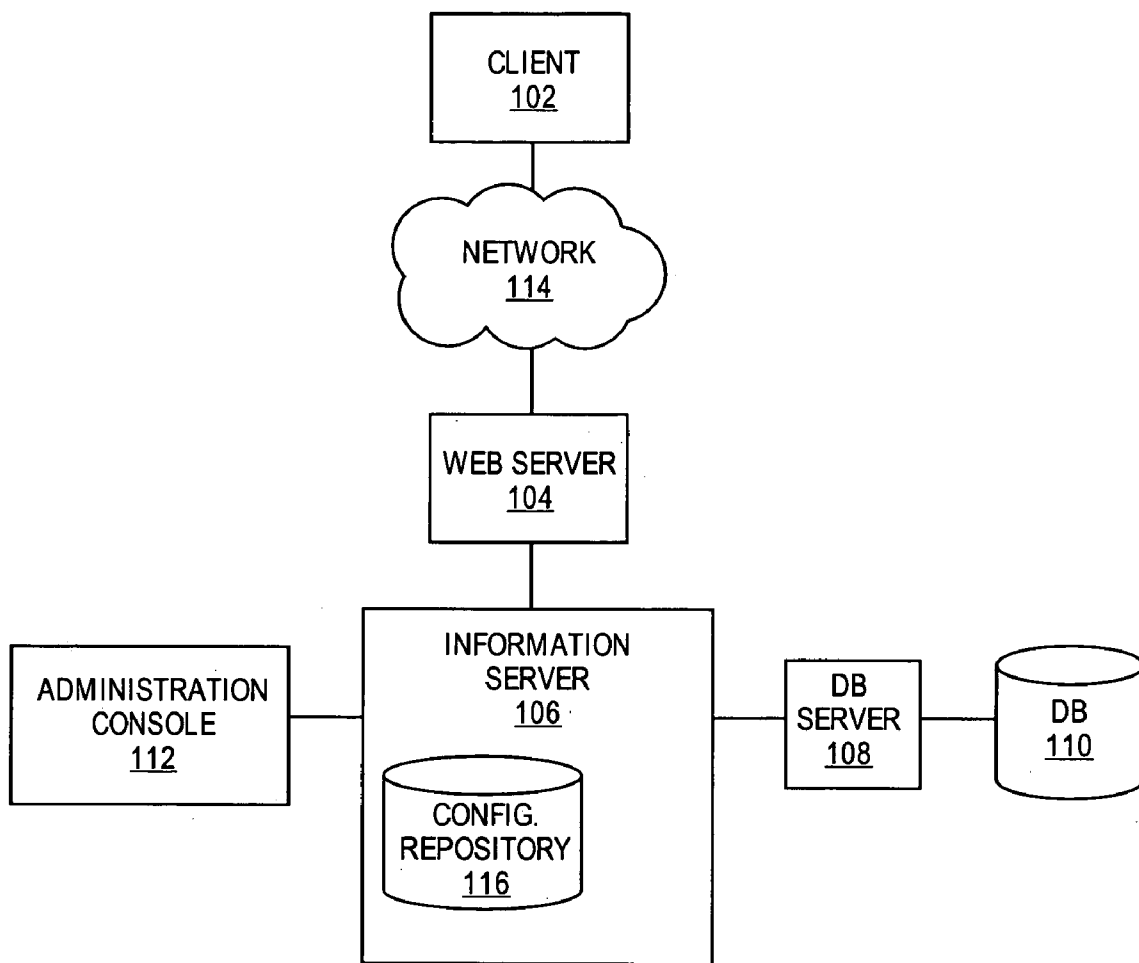 CLIENT
102
NETWORK
114
WEB SERVER
104
INFORMATION
SERVER
106
ADMINISTRATION
CONSOLE
112
DB
SERVER
108
DB
110
CONFIG.
REPOSITORY
116